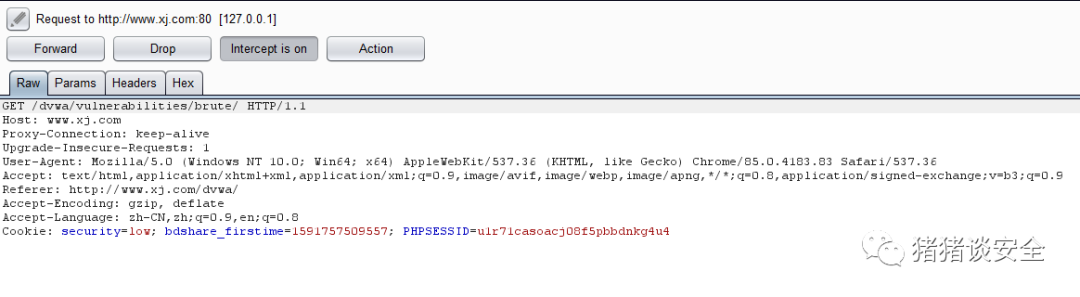 Request to http://www.xj.com:80 [127.0.0.1]
Forward Drop Intercept is on Action
Raw Params Headers Hex
GET /dvwa/vulnerabilities/brute/ HTTP/1.1
Host: www.xj.com
Proxy-Connection: keep-alive
Upgrade-Insecure-Requests: 1
User-Agent: Mozilla/5.0 (Windows NT 10.0; Win64; x64) AppleWebKit/537.36 (KHTML, like Gecko) Chrome/85.0.4183.83 Safari/537.36
Accept: text/html,application/xhtml+xml,application/xml;q=0.9,image/avif,image/webp,image/apng,*/*;q=0.8,application/signed-exchange;v=b3;q=0.9
Referer: http://www.xj.com/dvwa/
Accept-Encoding: gzip, deflate
Accept-Language: zh-CN,zh;q=0.9,en;q=0.8
Cookie: security=low; bdshare_firstime=1591757509557; PHPSESSID=u1r71casoacj08f5pbbdnkg4u4
猪猪谈安全